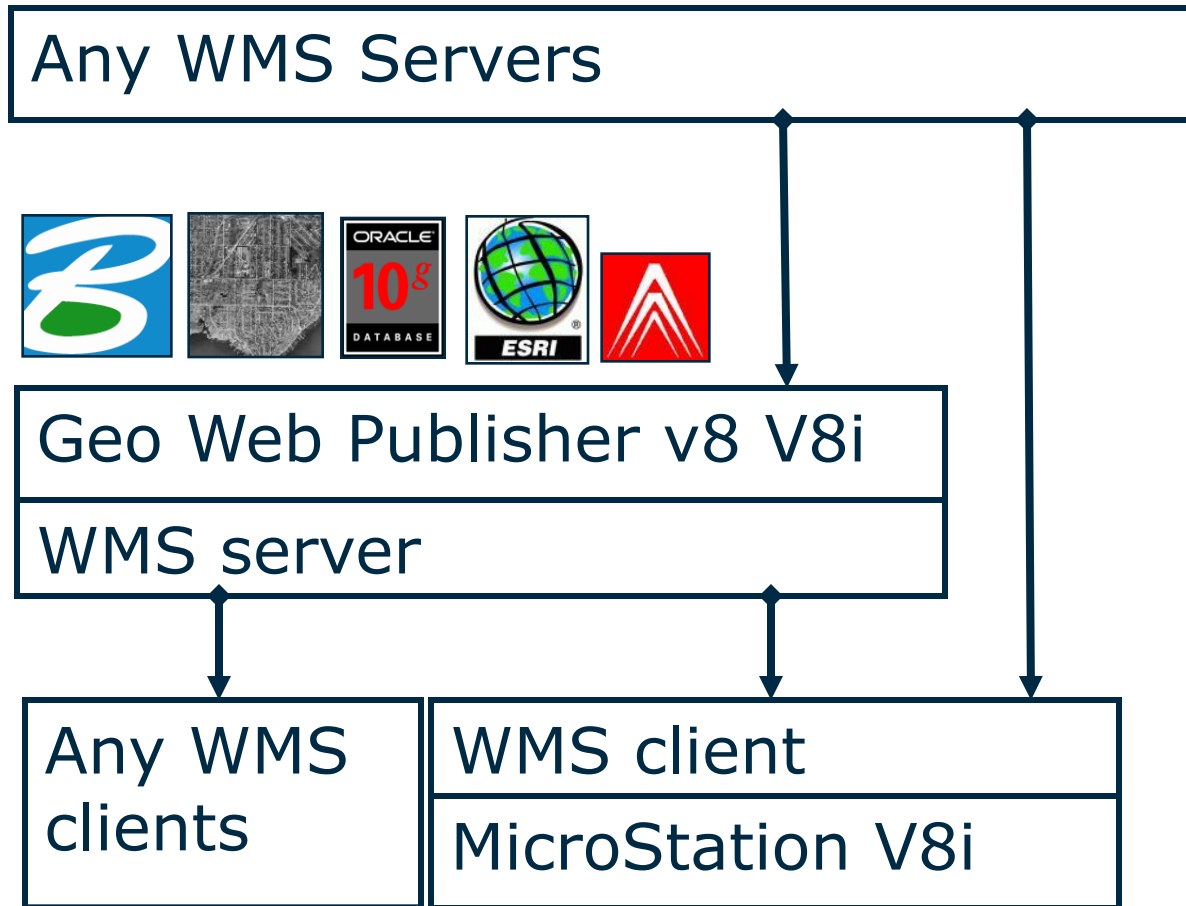 Any WMS Servers
ORACLE
10g
DATABASE
ESRI
®
Geo Web Publisher v8 V8i
WMS server
Any WMS
clients
WMS client
MicroStation V8i